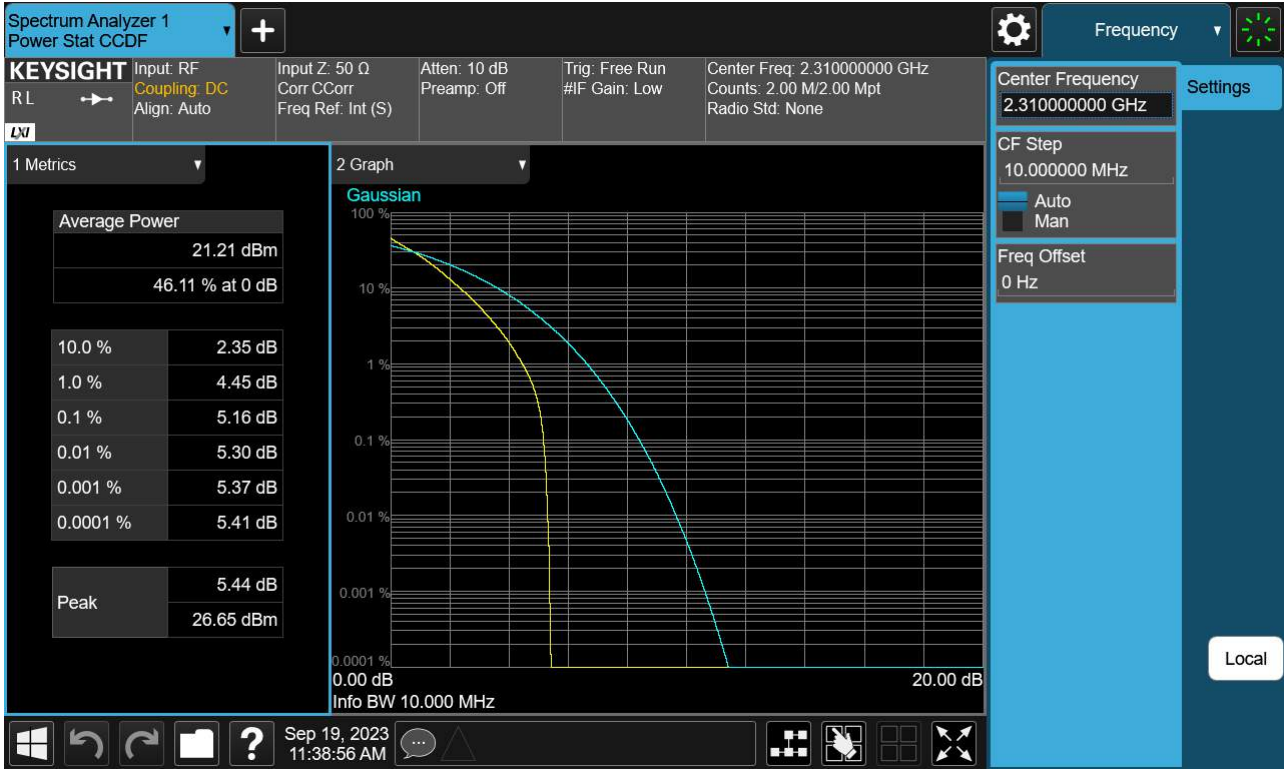 Spectrum Analyzer 1
Power Stat CCDF
Frequency
KEYSIGHT
R L
LXI
Input: RF
Coupling: DC
Align: Auto
Input Z: 50 Ω
Corr CCorr
Freq Ref: Int (S)
Atten: 10 dB
Preamp: Off
Trig: Free Run
#IF Gain: Low
Center Freq: 2.310000000 GHz
Counts: 2.00 M/2.00 Mpt
Radio Std: None
Center Frequency
2.310000000 GHz
Settings
CF Step
10.000000 MHz
Auto
Man
Freq Offset
0 Hz
1 Metrics
Average Power
21.21 dBm
46.11 % at 0 dB
10.0 % 2.35 dB
1.0 % 4.45 dB
0.1 % 5.16 dB
0.01 % 5.30 dB
0.001 % 5.37 dB
0.0001 % 5.41 dB
Peak
5.44 dB
26.65 dBm
2 Graph
Gaussian
100 %
10 %
1 %
0.1 %
0.01 %
0.001 %
0.0001 %
0.00 dB 20.00 dB
Info BW 10.000 MHz
Local
?
Sep 19, 2023
11:38:56 AM